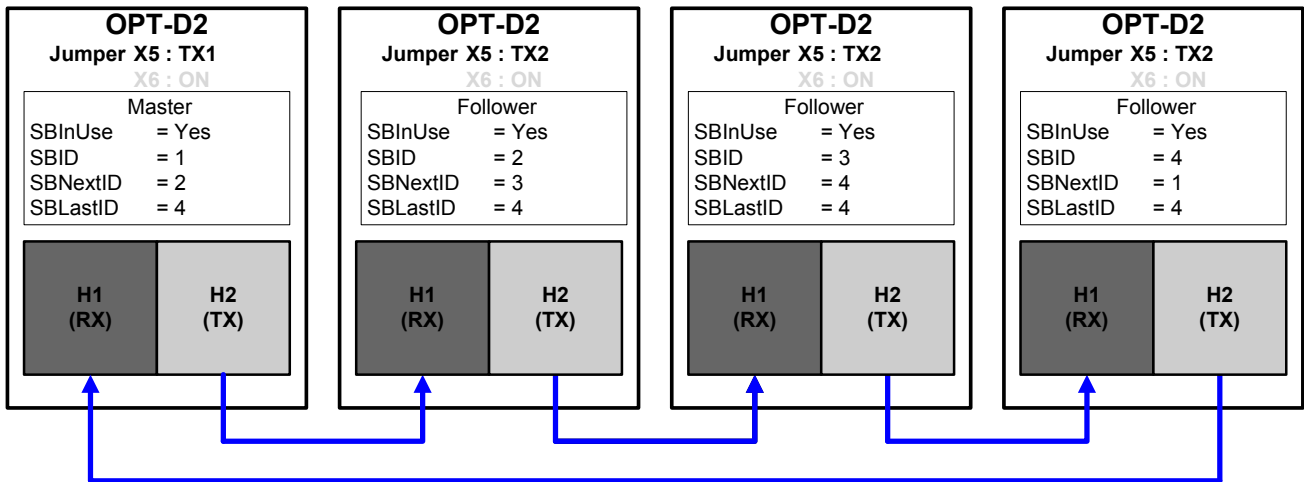 OPT-D2
Jumper X5 : TX1
X6 : ON
Master
SBInUse = Yes
SBID = 1
SBNextID = 2
SBLastID = 4
H1
(RX)
H2
(TX)
OPT-D2
Jumper X5 : TX2
X6 : ON
Follower
SBInUse = Yes
SBID = 2
SBNextID = 3
SBLastID = 4
H1
(RX)
H2
(TX)
OPT-D2
Jumper X5 : TX2
X6 : ON
Follower
SBInUse = Yes
SBID = 3
SBNextID = 4
SBLastID = 4
H1
(RX)
H2
(TX)
OPT-D2
Jumper X5 : TX2
X6 : ON
Follower
SBInUse = Yes
SBID = 4
SBNextID = 1
SBLastID = 4
H1
(RX)
H2
(TX)